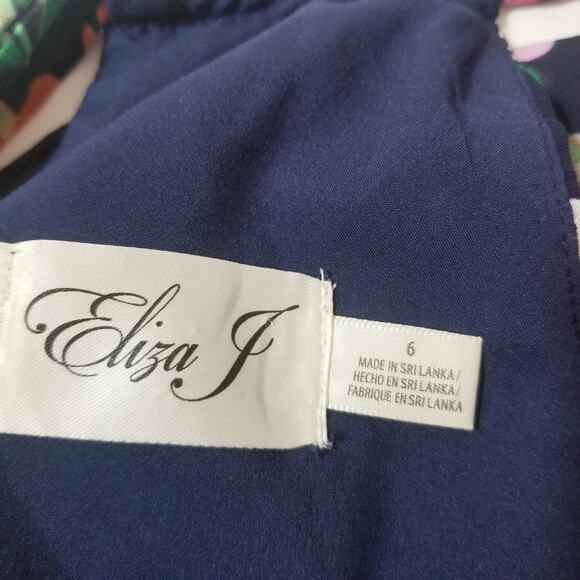 Eliza J
6
MADE IN SRI LANKA/
HECHO EN SRI LANKA/
FABRIQUE EN SRI LANKA